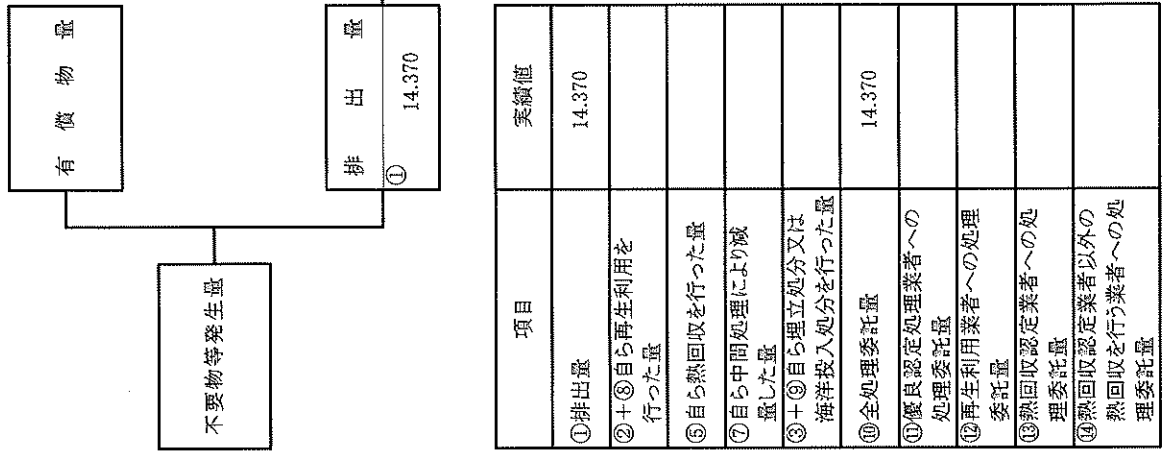 不要物等発生量
有償物量
排出量
①
14.370
項目 実績値
①排出量 14.370
②+⑧自ら再生利用を
行った量
⑤自ら熱回収を行った量
⑦自ら中間処理により減
量した量
③+⑨自ら埋立処分又は
海洋投入処分を行った量
⑩全処理委託量 14.370
⑪優良認定処理業者への
処理委託量
⑫再生利用業者への処理
委託量
⑬熱回収認定業者への処
理委託量
⑭熱回収認定業者以外の
熱回収を行う業者への処
理委託量